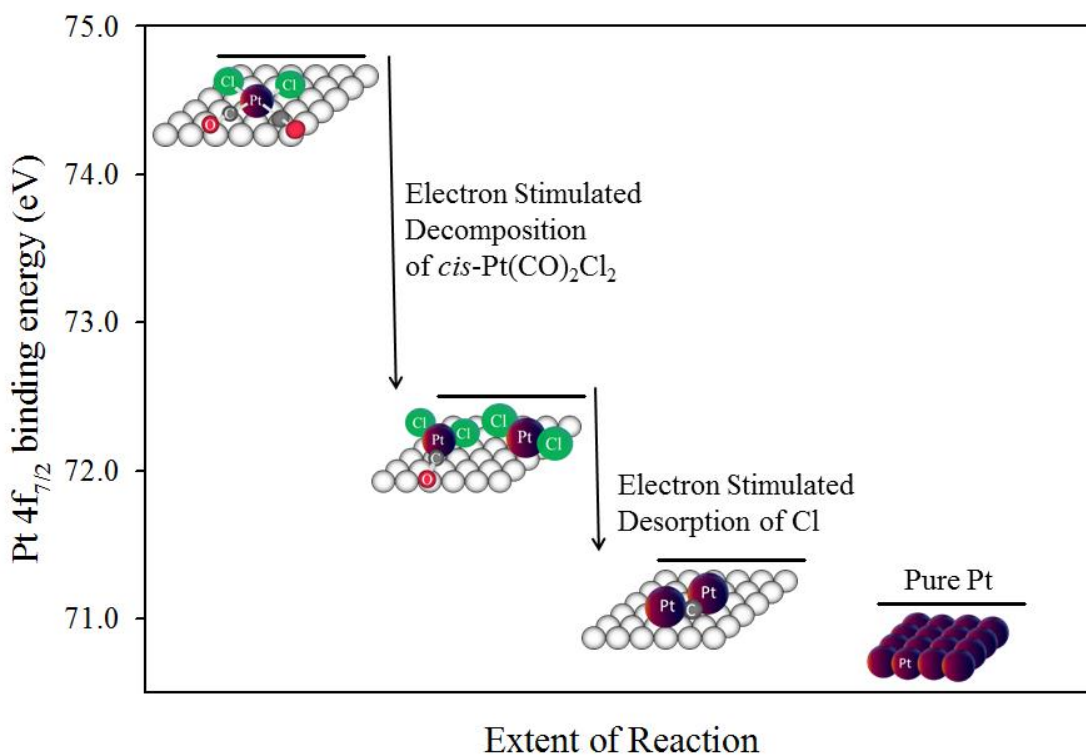 75.0
74.0
73.0
72.0
71.0
Pt 4f7/2 binding energy (eV)
Cl
Cl
Pt
C
O
Electron Stimulated
Decomposition
of cis-Pt(CO)2Cl2
Cl
Cl
Cl
Pt
Pt
Cl
C
O
Electron Stimulated
Desorption of Cl
Pt
Pt
C
Pure Pt
Pt
Extent of Reaction